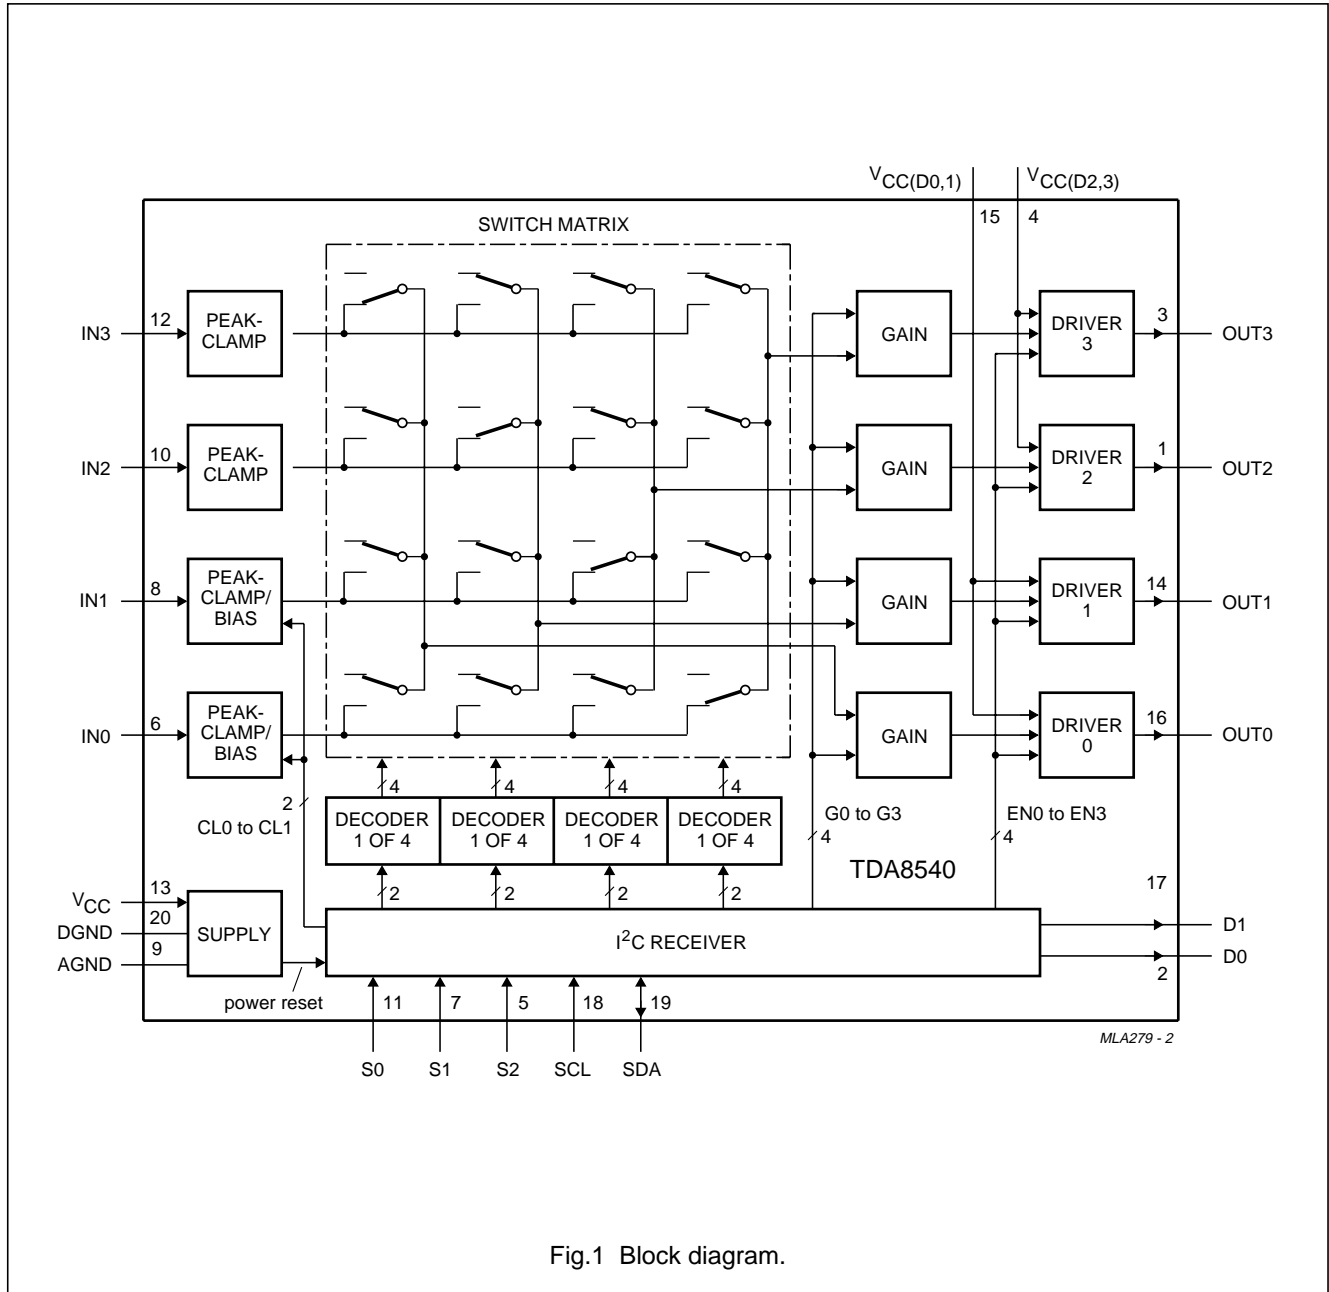 VCC(D0,1)
VCC(D2,3)
15
4
SWITCH MATRIX
IN3
12
PEAK-
CLAMP
GAIN
DRIVER
3
3
OUT3
IN2
10
PEAK-
CLAMP
GAIN
DRIVER
2
1
OUT2
IN1
8
PEAK-
CLAMP/
BIAS
GAIN
DRIVER
1
14
OUT1
IN0
6
PEAK-
CLAMP/
BIAS
GAIN
DRIVER
0
16
OUT0
4
4
4
4
2
CL0 to CL1
DECODER
1 OF 4
DECODER
1 OF 4
DECODER
1 OF 4
DECODER
1 OF 4
G0 to G3
4
EN0 to EN3
4
TDA8540
2
2
2
2
VCC
13
DGND
20
AGND
9
SUPPLY
power reset
I²C RECEIVER
17
D1
D0
2
11
7
5
18
19
S0
S1
S2
SCL
SDA
MLA279 - 2
Fig.1 Block diagram.